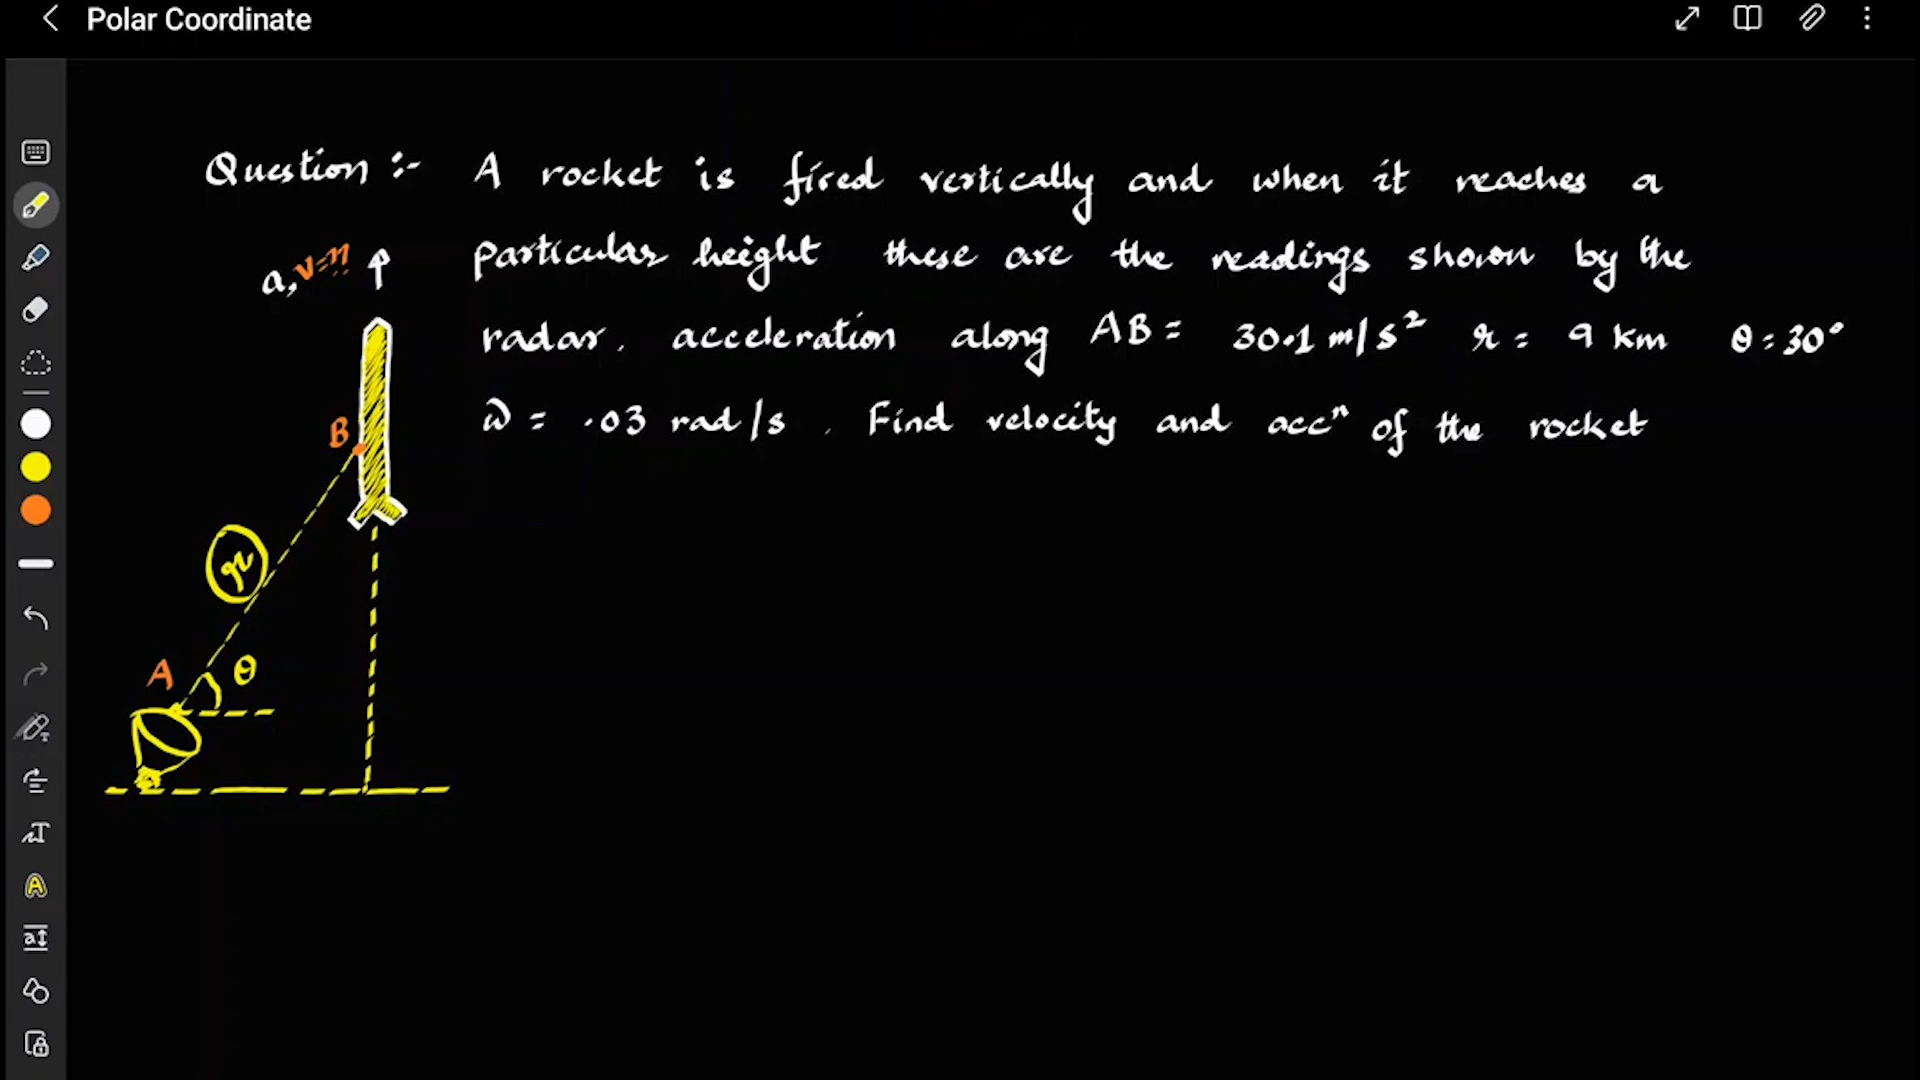 Polar Coordinate
Question :- A rocket is fired vertically and when it reaches a
particular height these are the readings shown by the
radar. acceleration along AB = 30.1 m/s² r = 9 km θ = 30°
ω = .03 rad/s . Find velocity and accⁿ of the rocket
a,
B
r
A
θ